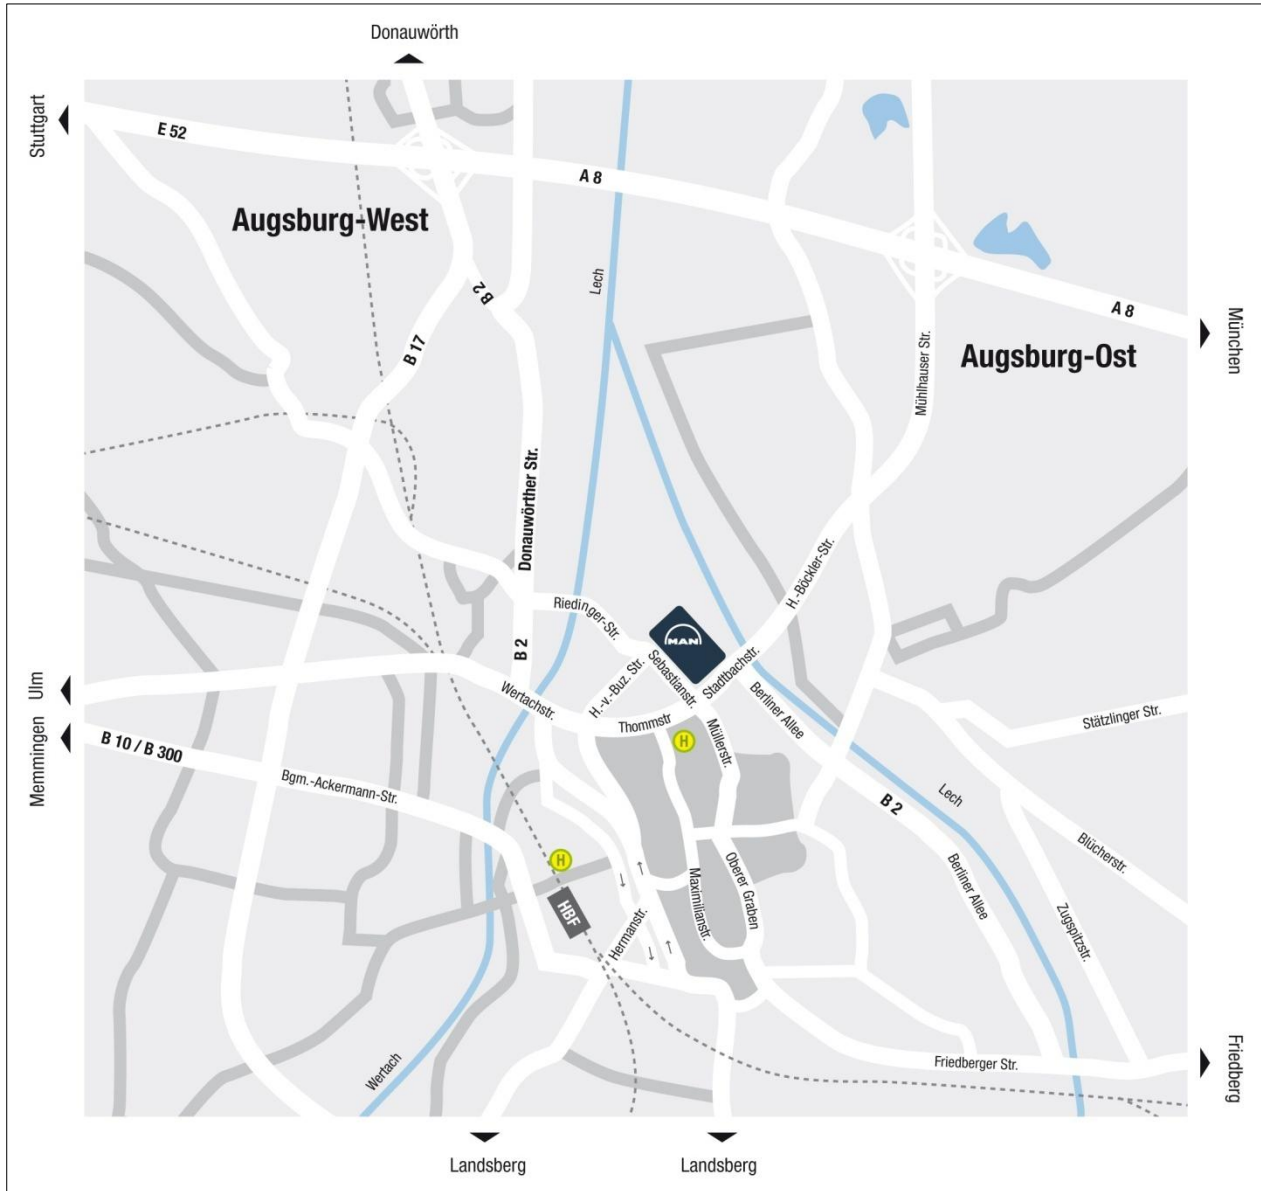 Donauwörth
Stuttgart
E 52
A 8
Augsburg-West
B 2
Lech
A 8
München
Augsburg-Ost
B 17
Mühlhauser Str.
Donauwörther Str.
H.-Böckler-Str.
Riedinger-Str.
MAN
B 2
Sebastianstr.
Stadtbachstr.
H.-v.-Buz. Str.
Ulm
Wertachstr.
Thommstr
Müllerstr.
Berliner Allee
Stätzlinger Str.
Memmingen
B 10 / B 300
H
Bgm.-Ackermann-Str.
B 2
Lech
Blücherstr.
H
HBF
Maximilianstr.
Oberer Graben
Berliner Allee
Zugspitzstr.
Hermanstr.
Wertach
Friedberger Str.
Friedberg
Landsberg
Landsberg